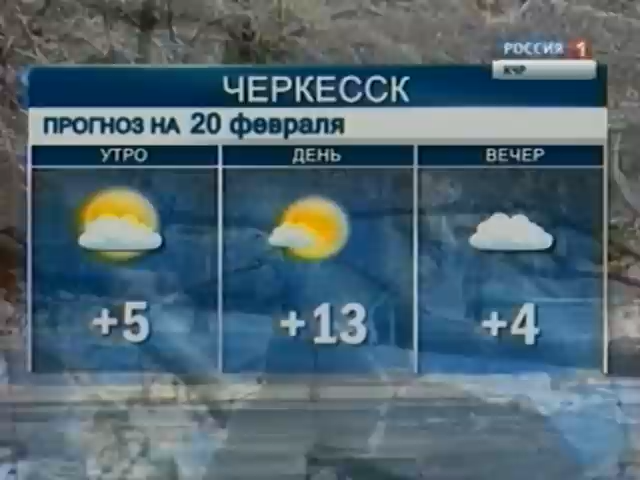 РОССИЯ 1
КЧР
ЧЕРКЕССК
ПРОГНОЗ НА 20 февраля
УТРО ДЕНЬ ВЕЧЕР
+5 +13 +4